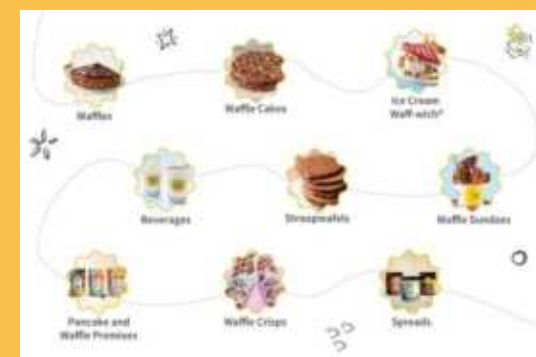 Waffles
Waffle Cakes
Ice Cream
Waff-wich®
Beverages
Stroopwafels
Waffle Sundaes
Pancake and
Waffle Premixes
Waffle Crisps
Spreads